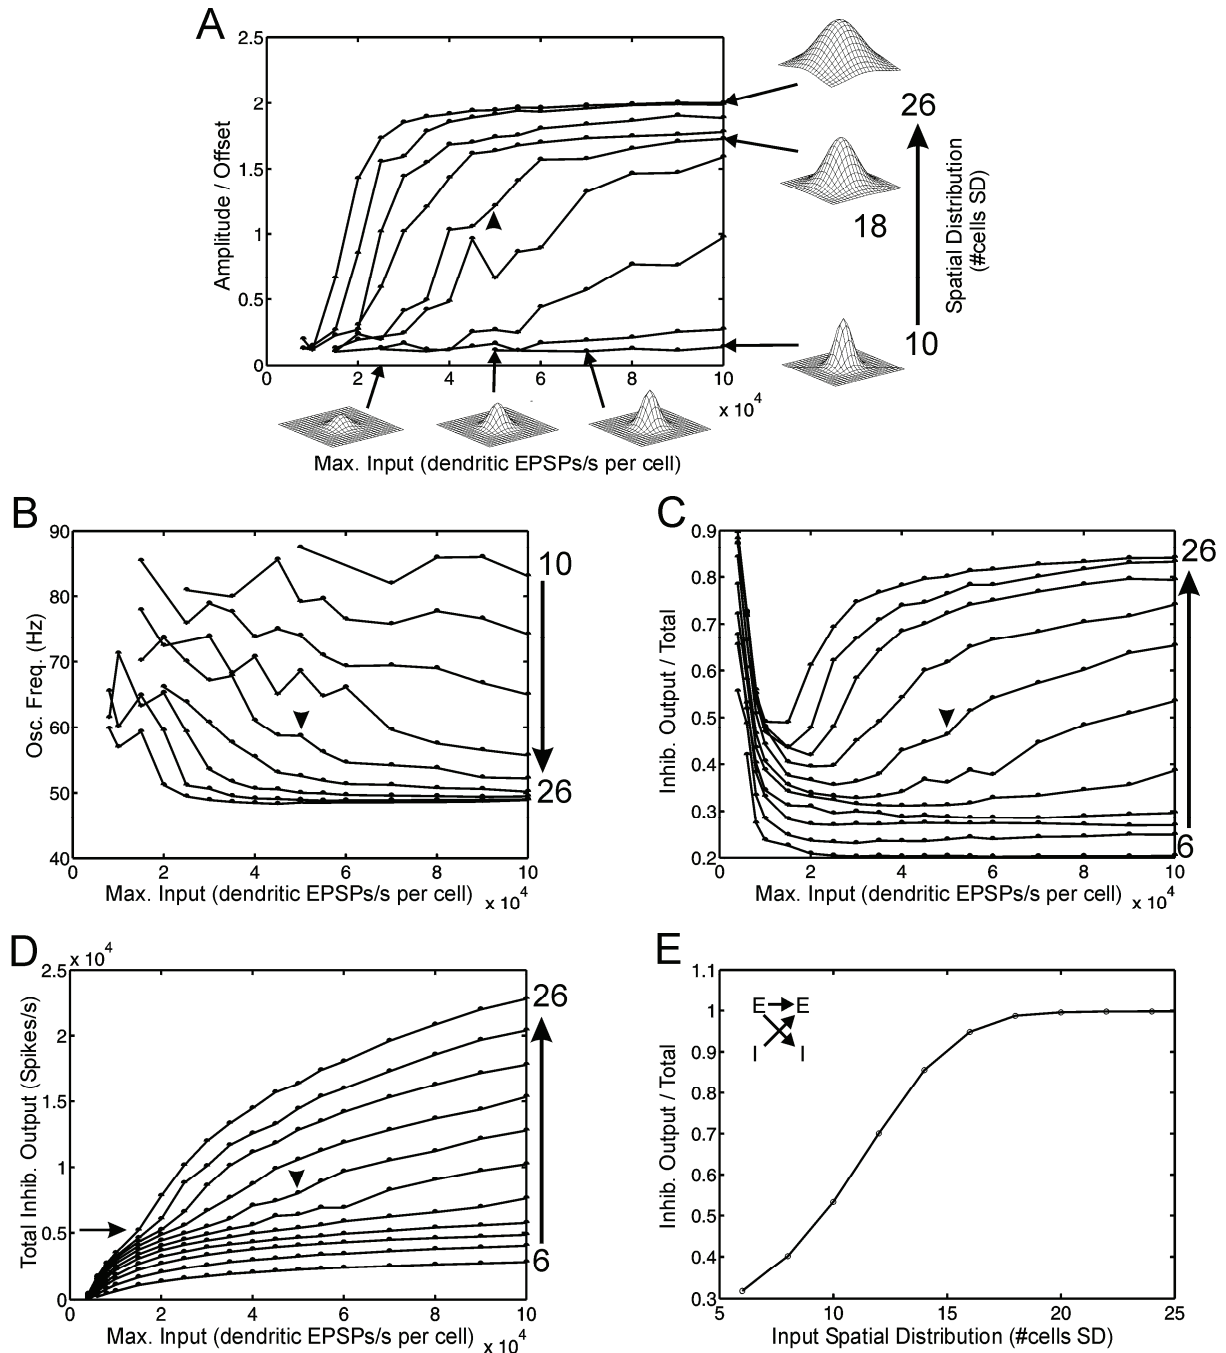 A
2.5
2
1.5
1
0.5
0
Amplitude / Offset
0 2 4 6 8 10
x 10^4
Max. Input (dendritic EPSPs/s per cell)
26
18
10
Spatial Distribution
(#cells SD)
B
90
80
70
60
50
40
Osc. Freq. (Hz)
0 2 4 6 8 10
Max. Input (dendritic EPSPs/s per cell) x 10^4
10
26
C
0.9
0.8
0.7
0.6
0.5
0.4
0.3
0.2
Inhib. Output / Total
0 2 4 6 8 10
Max. Input (dendritic EPSPs/s per cell) x 10^4
26
6
D
x 10^4
2.5
2
1.5
1
0.5
0
Total Inhib. Output (Spikes/s)
0 2 4 6 8 10
Max. Input (dendritic EPSPs/s per cell) x 10^4
26
6
E
1.1
1
0.9
0.8
0.7
0.6
0.5
0.4
0.3
Inhib. Output / Total
E E
I I
5 10 15 20 25
Input Spatial Distribution (#cells SD)